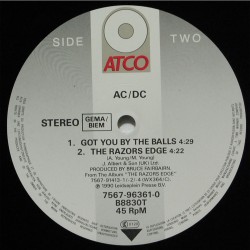 SIDE TWO
ATCO
AC/DC
STEREO GEMA/BIEM
1. GOT YOU BY THE BALLS 4:29
2. THE RAZORS EDGE 4:22
(A. Young/M. Young)
J. Albert & Son (UK) Ltd.
PRODUCED BY BRUCE FAIRBAIRN
From The Album "THE RAZORS EDGE"
℗ 1990 Leidseplein Presse B.V.
7567-96361-0
B8830T
45 RpM